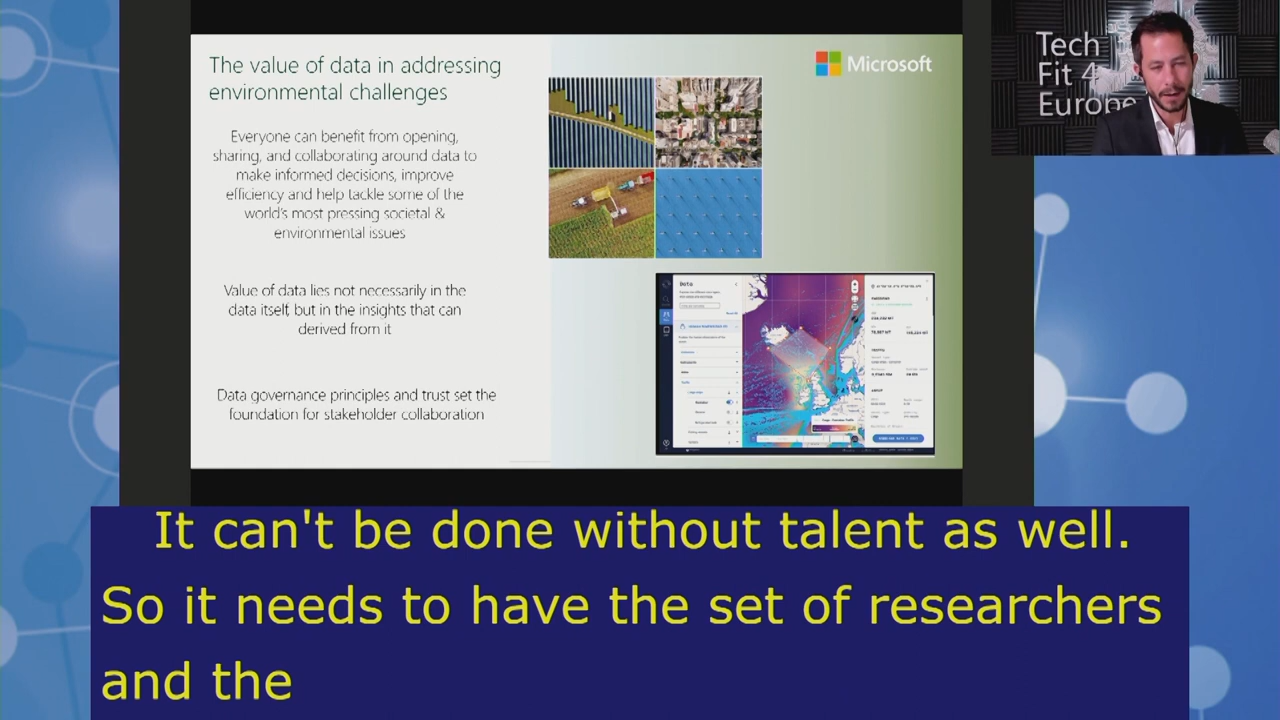 The value of data in addressing
environmental challenges
Microsoft
Tech
Fit 4
Europe
Everyone can benefit from opening,
sharing, and collaborating around data to
make informed decisions, improve
efficiency and help tackle some of the
world's most pressing societal &
environmental issues
Value of data lies not necessarily in the
data itself, but in the insights that can
derived from it
Data governance principles and trust set the
foundation for stakeholder collaboration
Data
It can't be done without talent as well.
So it needs to have the set of researchers
and the